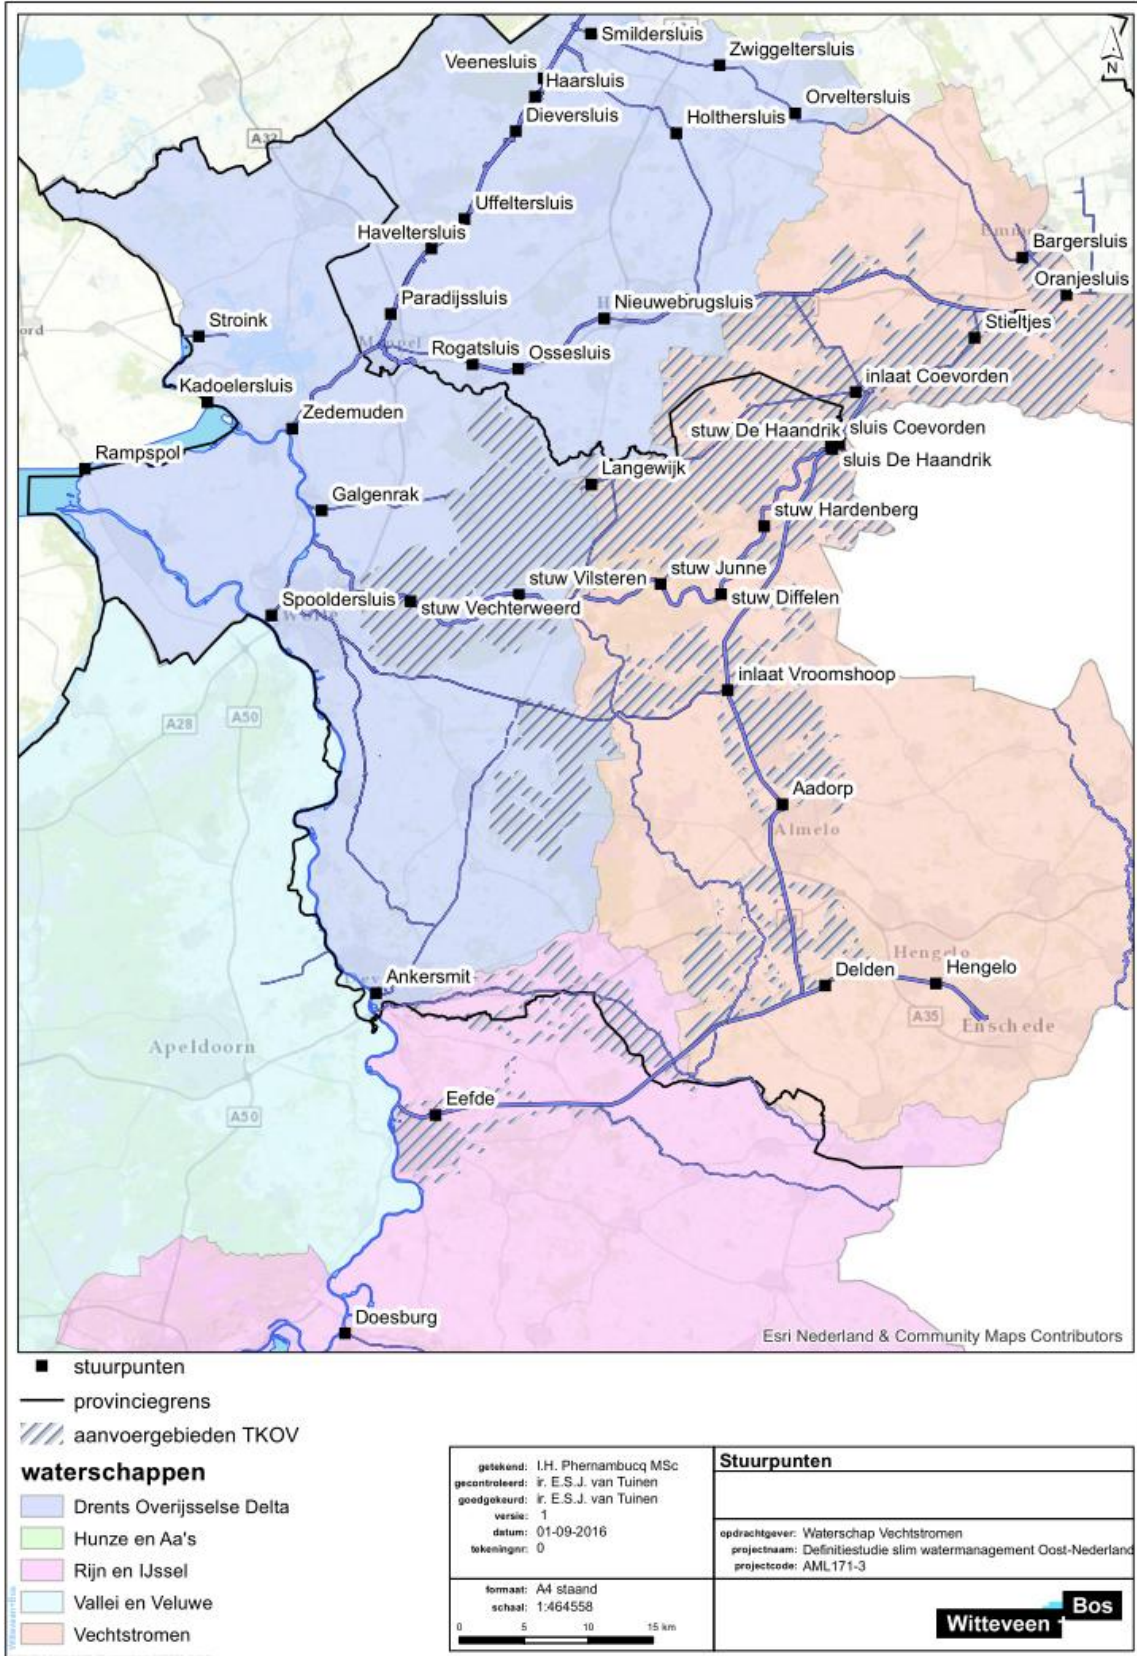 Smildersluis
Zwiggeltersluis
Veenesluis
Haarsluis
Orveltersluis
Dieversluis
Holthersluis
N
A32
Uffeltersluis
Haveltersluis
Bargersluis
Oranjesluis
Paradijssluis
Nieuwebrugsluis
Stroink
Stieltjes
Rogatsluis
Ossesluis
inlaat Coevorden
Kadoelersluis
Zedemuden
stuw De Haandrik
sluis Coevorden
sluis De Haandrik
Rampspol
Langewijk
Galgenrak
stuw Hardenberg
stuw Vilsteren
stuw Junne
stuw Diffelen
Spooldersluis
stuw Vechterweerd
inlaat Vroomshoop
A28
A50
Aadorp
Almelo
Hengelo
Delden
Hengelo
Ankersmit
A35
Enschede
Apeldoorn
A50
Eefde
Doesburg
Esri Nederland & Community Maps Contributors
stuurpunten
provinciegrens
aanvoergebieden TKOV
waterschappen
Drents Overijsselse Delta
Hunze en Aa's
Rijn en IJssel
Vallei en Veluwe
Vechtstromen
getekend: I.H. Phernambucq MSc
gecontroleerd: ir. E.S.J. van Tuinen
goedgekeurd: ir. E.S.J. van Tuinen
versie: 1
datum: 01-09-2016
tekeningnr: 0
formaat: A4 staand
schaal: 1:464558
0 5 10 15 km
Stuurpunten
opdrachtgever: Waterschap Vechtstromen
projectnaam: Definitiestudie slim watermanagement Oost-Nederland
projectcode: AML171-3
Witteveen + Bos